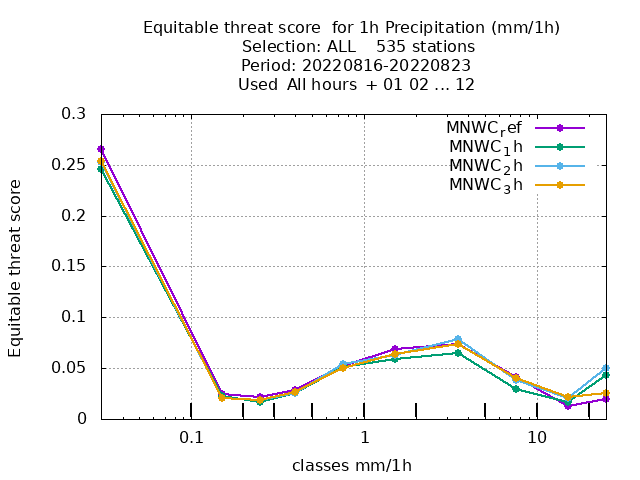 Equitable threat score  for 1h Precipitation (mm/1h)
Selection: ALL    535 stations
Period: 20220816-20220823
Used  All hours  + 01 02 ... 12
MNWC_ref
MNWC_1h
MNWC_2h
MNWC_3h
0.3
0.25
0.2
0.15
0.1
0.05
0
Equitable threat score
0.1 1 10
classes mm/1h